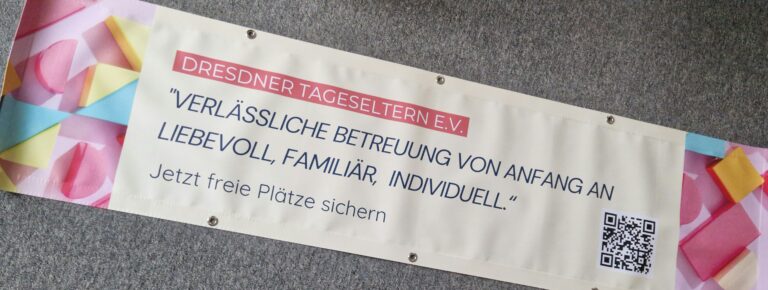 DRESDNER TAGESELTERN E.V.
"VERLÄSSLICHE BETREUUNG VON ANFANG AN
LIEBEVOLL, FAMILIÄR, INDIVIDUELL.“
Jetzt freie Plätze sichern